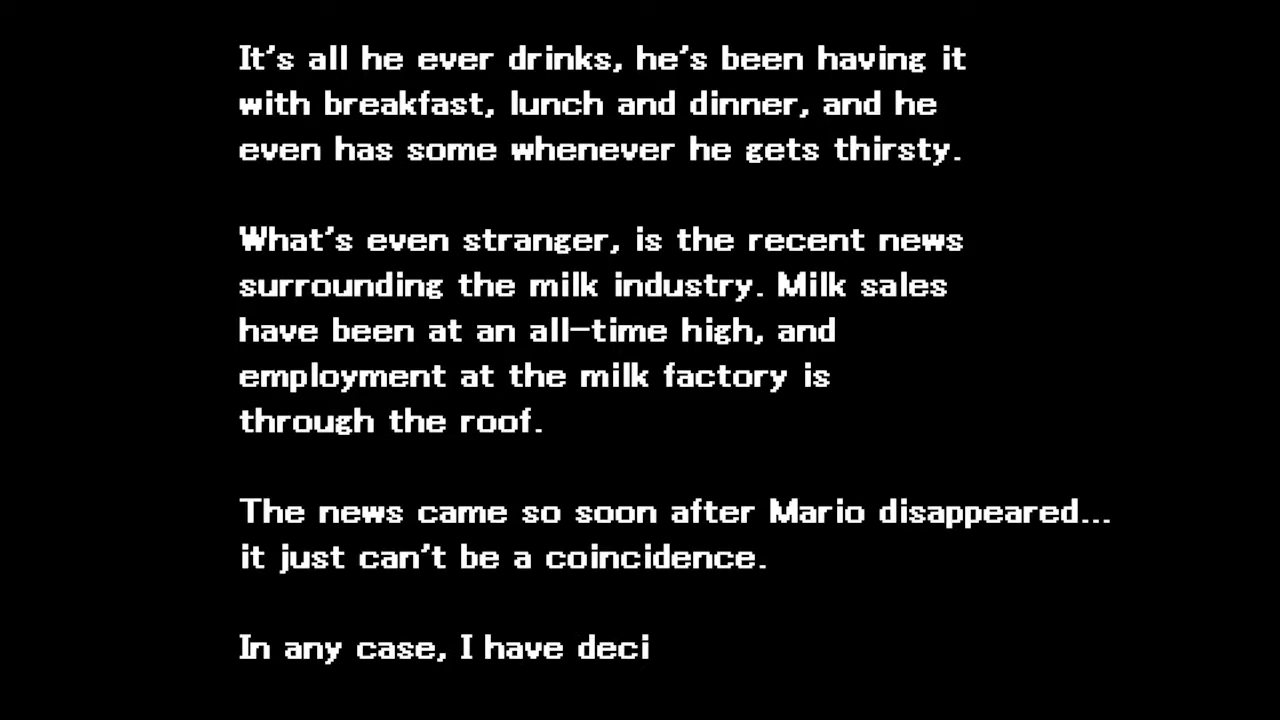 It's all he ever drinks, he's been having it
with breakfast, lunch and dinner, and he
even has some whenever he gets thirsty.
What's even stranger, is the recent news
surrounding the milk industry. Milk sales
have been at an all-time high, and
employment at the milk factory is
through the roof.
The news came so soon after Mario disappeared...
it just can't be a coincidence.
In any case, I have deci